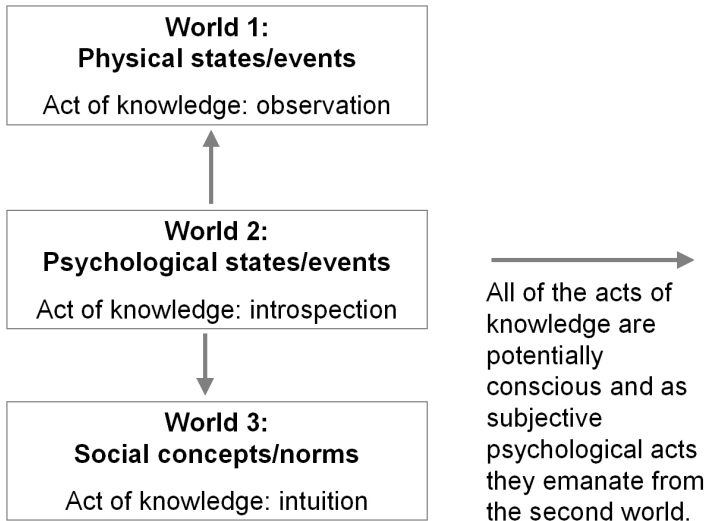 World 1:
Physical states/events
Act of knowledge: observation
World 2:
Psychological states/events
Act of knowledge: introspection
World 3:
Social concepts/norms
Act of knowledge: intuition
All of the acts of
knowledge are
potentially
conscious and as
subjective
psychological acts
they emanate from
the second world.